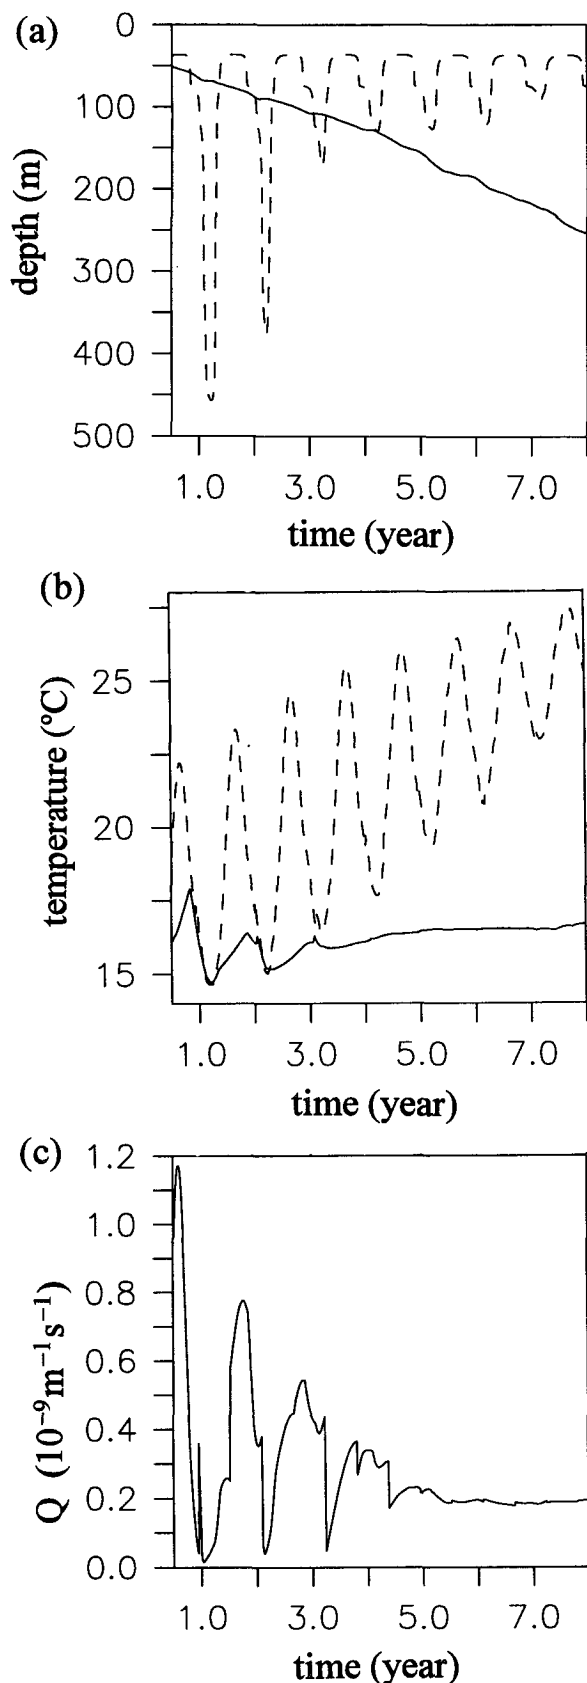 (a)
0
100
200
300
400
500
depth (m)
1.0 3.0 5.0 7.0
time (year)
(b)
25
20
15
temperature (ºC)
1.0 3.0 5.0 7.0
time (year)
(c)
1.2
1.0
0.8
0.6
0.4
0.2
0.0
Q (10⁻⁹m⁻¹s⁻¹)
1.0 3.0 5.0 7.0
time (year)